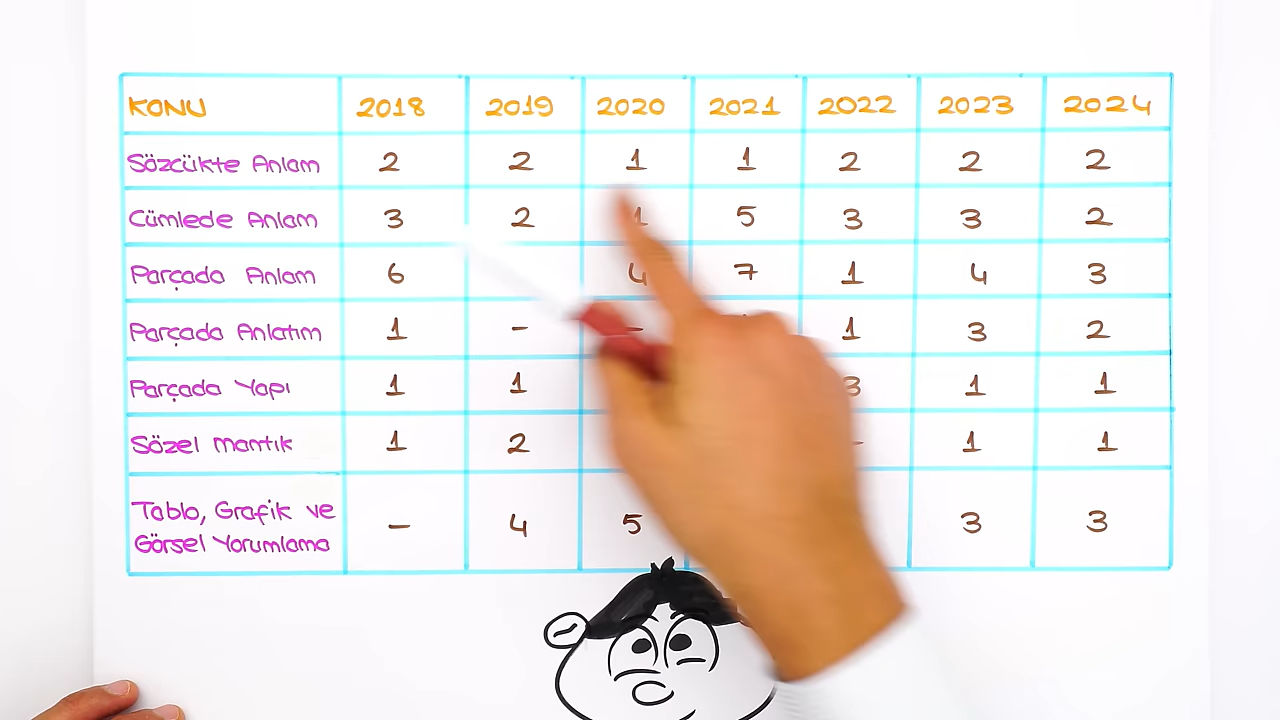 KONU 2018 2019 2020 2021 2022 2023 2024
Sözcükte Anlam 2 2 1 1 2 2 2
Cümlede Anlam 3 2 1 5 3 3 2
Parçada Anlam 6 4 7 1 4 3
Parçada Anlatım 1 - - 1 3 2
Parçada Yapı 1 1 3 1 1
Sözel Mantık 1 2 - 1 1
Tablo, Grafik ve
Görsel Yorumlama - 4 5 3 3